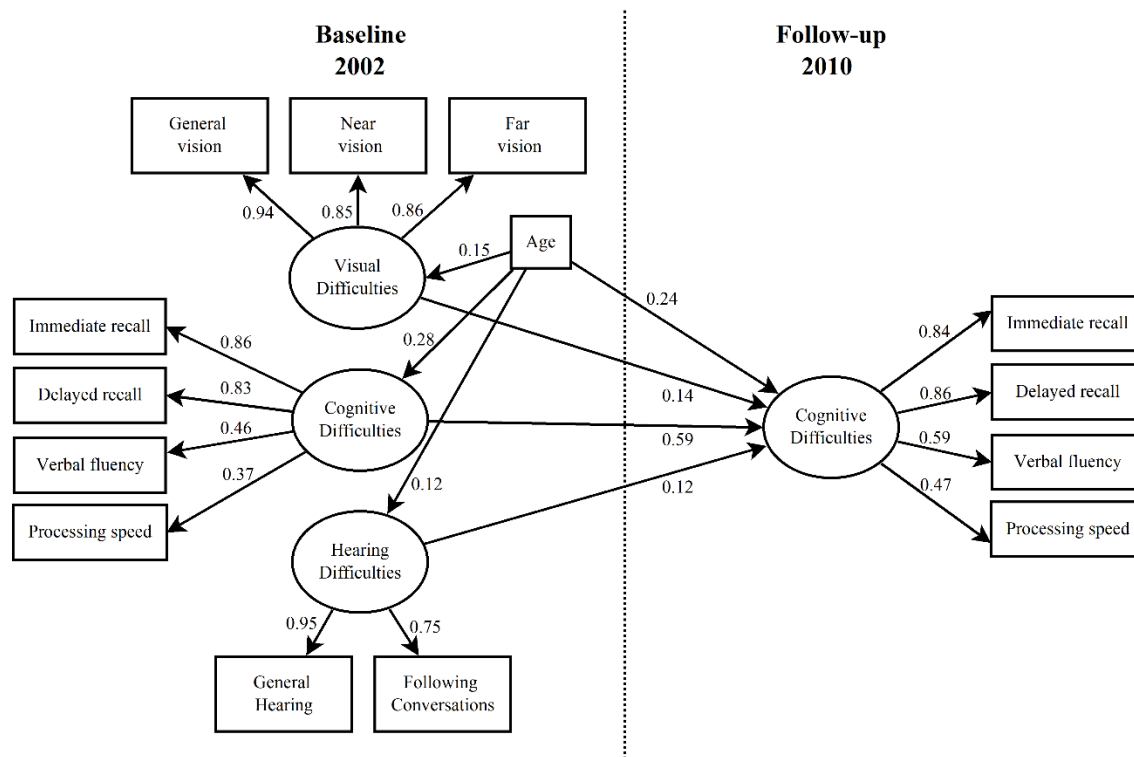 Baseline
2002
Follow-up
2010
General
vision
Near
vision
Far
vision
0.94
0.85
0.86
Age
0.15
Visual
Difficulties
0.24
Immediate recall
0.86
0.28
Delayed recall
0.83
Cognitive
Difficulties
0.14
0.46
Verbal fluency
0.59
0.37
Processing speed
0.12
0.12
Hearing
Difficulties
0.95
0.75
General
Hearing
Following
Conversations
Cognitive
Difficulties
0.84
Immediate recall
0.86
Delayed recall
0.59
Verbal fluency
0.47
Processing speed